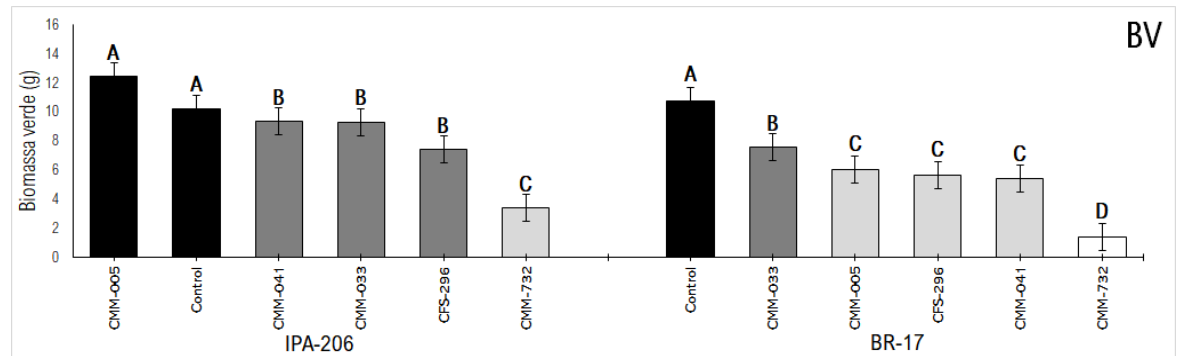 BV
Biomassa verde (g)
16
14
12
10
8
6
4
2
0
A
A
B
B
B
C
A
B
C
C
C
D
CMM-005
Control
CMM-041
CMM-033
CFS-296
CMM-732
Control
CMM-033
CMM-005
CFS-296
CMM-041
CMM-732
IPA-206
BR-17